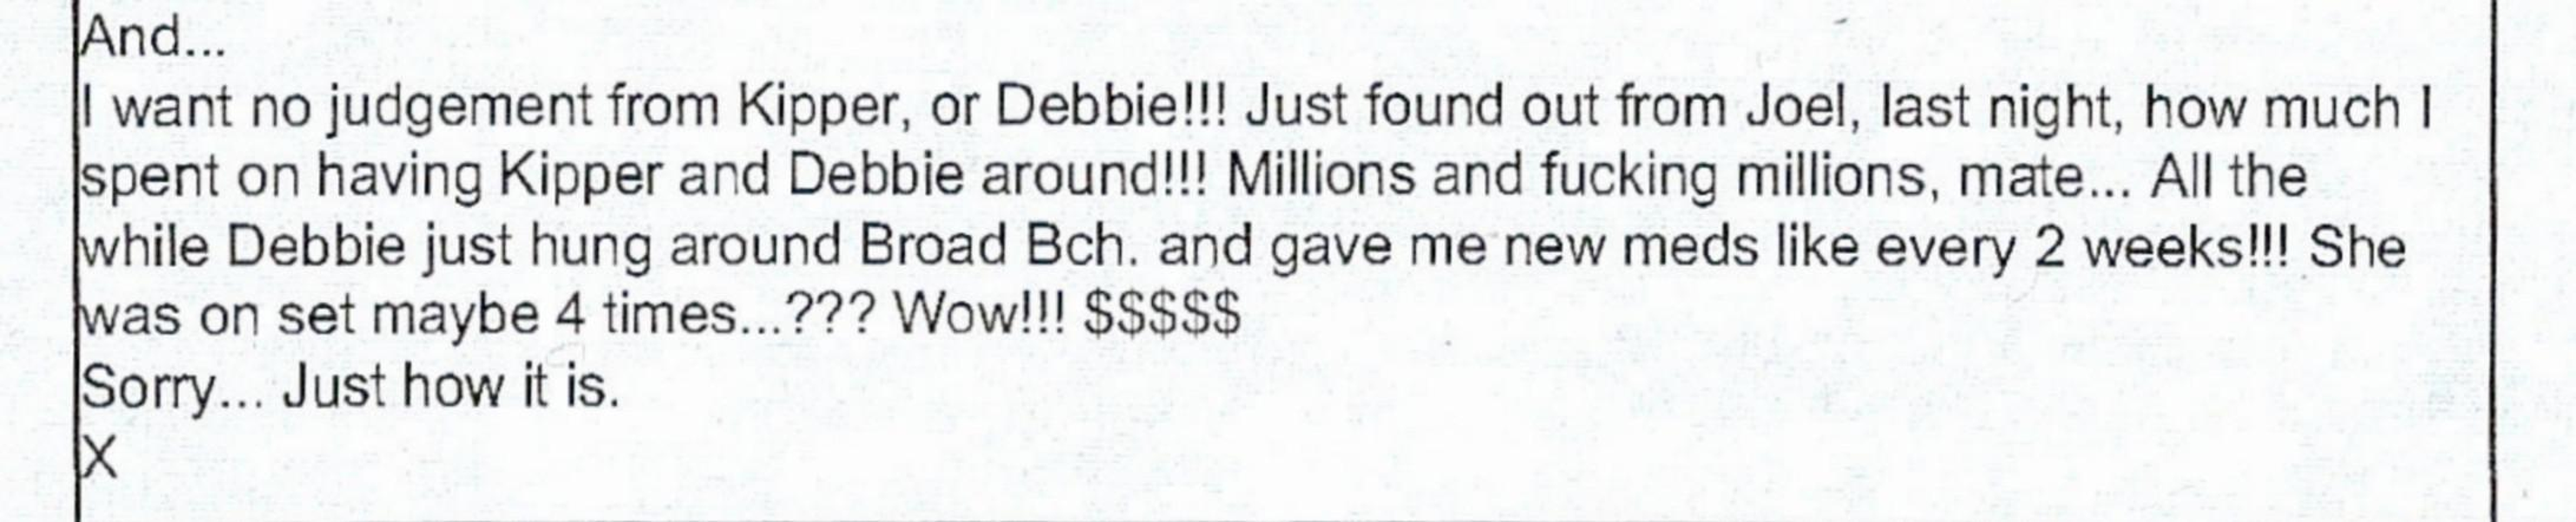 And...
I want no judgement from Kipper, or Debbie!!! Just found out from Joel, last night, how much I
spent on having Kipper and Debbie around!!! Millions and fucking millions, mate... All the
while Debbie just hung around Broad Bch. and gave me new meds like every 2 weeks!!! She
was on set maybe 4 times...??? Wow!!! $$$$$
Sorry... Just how it is.
X